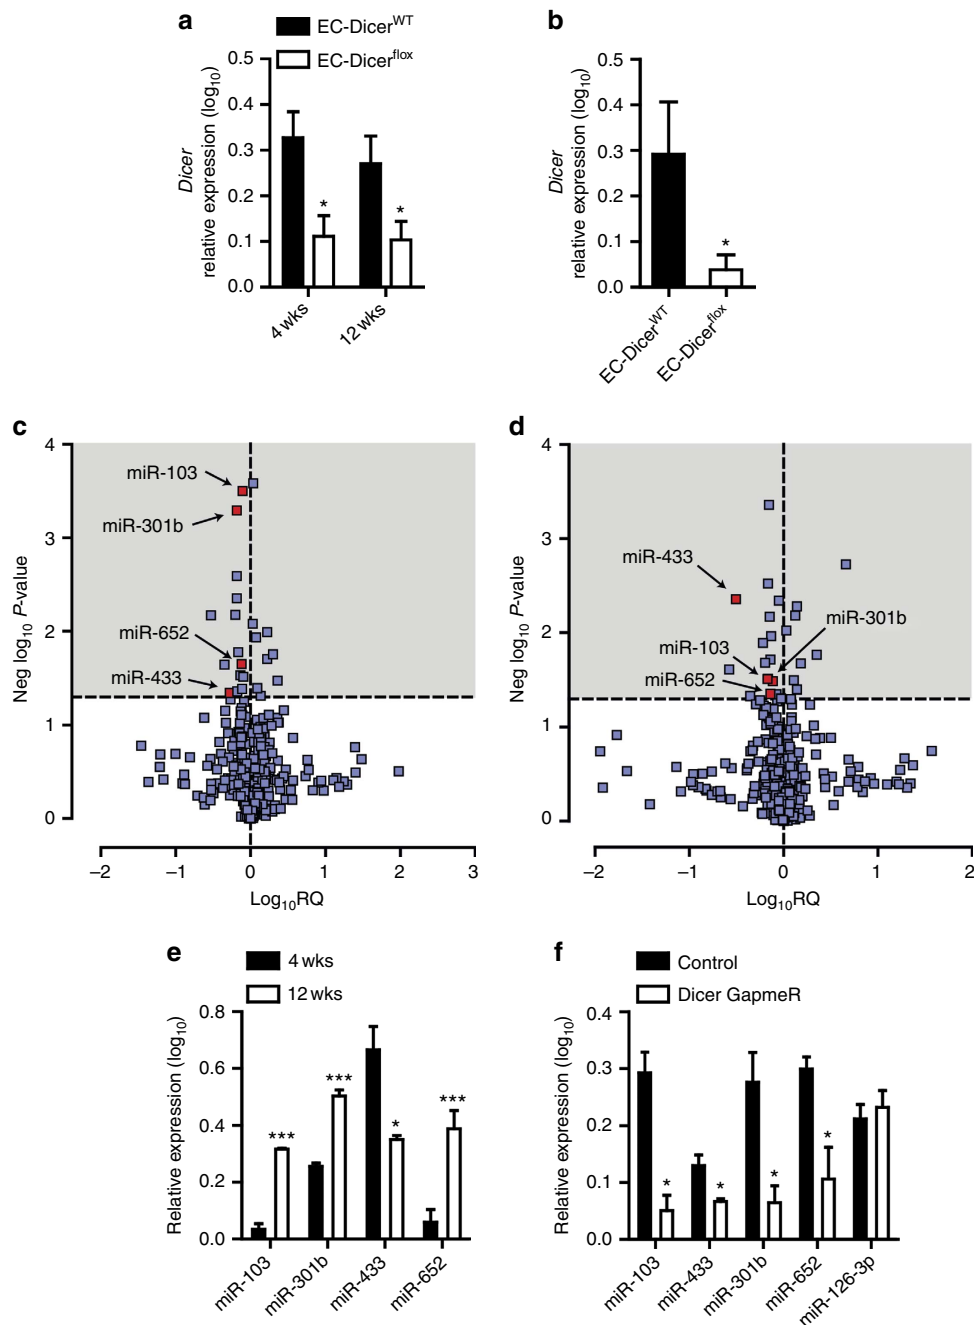 a
EC-Dicer^WT
EC-Dicer^flox
Dicer
relative expression (log₁₀)
0.5
0.4
0.3
0.2
0.1
0.0
*
*
4 wks
12 wks
b
Dicer
relative expression (log₁₀)
0.5
0.4
0.3
0.2
0.1
0.0
*
EC-Dicer^WT
EC-Dicer^flox
c
Neg log₁₀ P-value
4
3
2
1
0
miR-103
miR-301b
miR-652
miR-433
–2
–1
0
1
2
3
Log₁₀RQ
d
Neg log₁₀ P-value
4
3
2
1
0
miR-433
miR-301b
miR-103
miR-652
–2
–1
0
1
2
Log₁₀RQ
e
4 wks
12 wks
Relative expression (log₁₀)
0.8
0.6
0.4
0.2
0.0
***
***
*
***
miR-103
miR-301b
miR-433
miR-652
f
Control
Dicer GapmeR
Relative expression (log₁₀)
0.4
0.3
0.2
0.1
0.0
*
*
*
*
miR-103
miR-433
miR-301b
miR-652
miR-126-3p